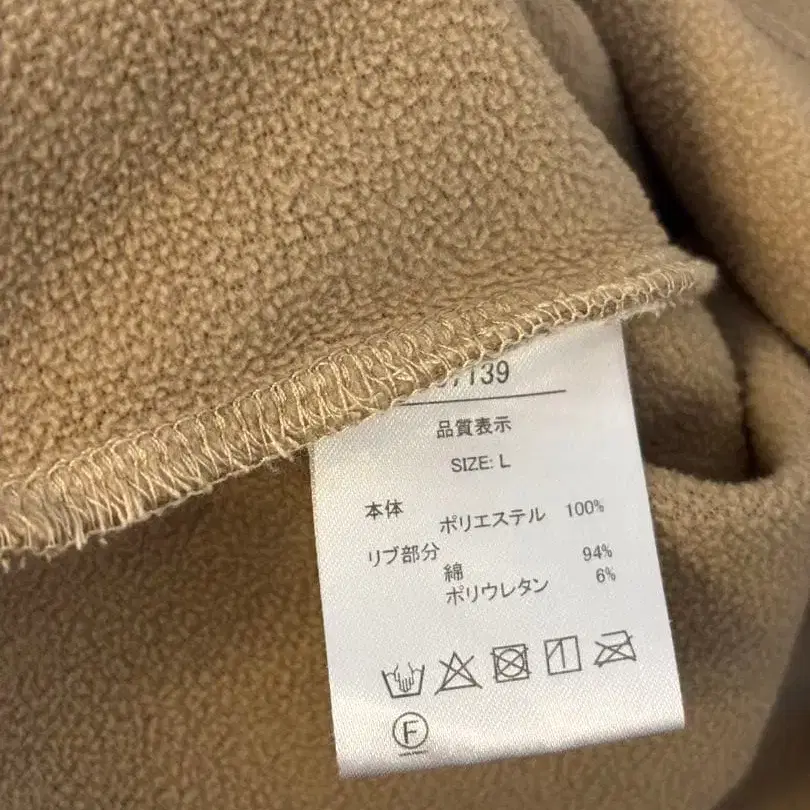 139
品質表示
SIZE: L
本体
ポリエステル 100%
リブ部分
綿 94%
ポリウレタン 6%
F